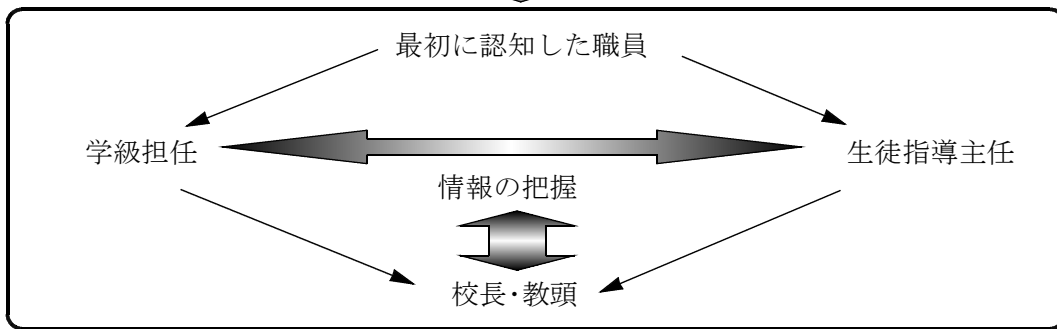 最初に認知した職員
学級担任
生徒指導主任
情報の把握
校長・教頭